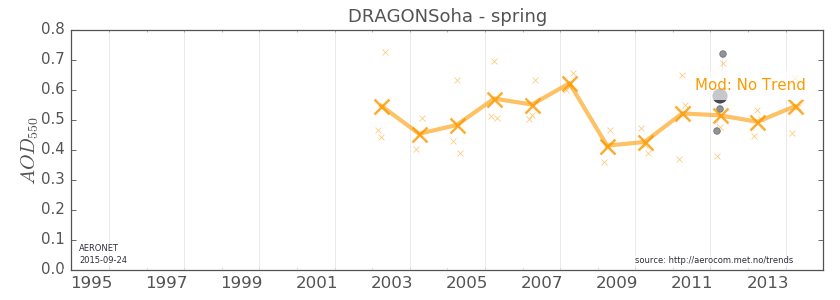 DRAGONSoha - spring
0.8
0.7
0.6
0.5
0.4
0.3
0.2
0.1
0.0
AOD550
Mod: No Trend
AERONET
2015-09-24
source: http://aerocom.met.no/trends
1995 1997 1999 2001 2003 2005 2007 2009 2011 2013